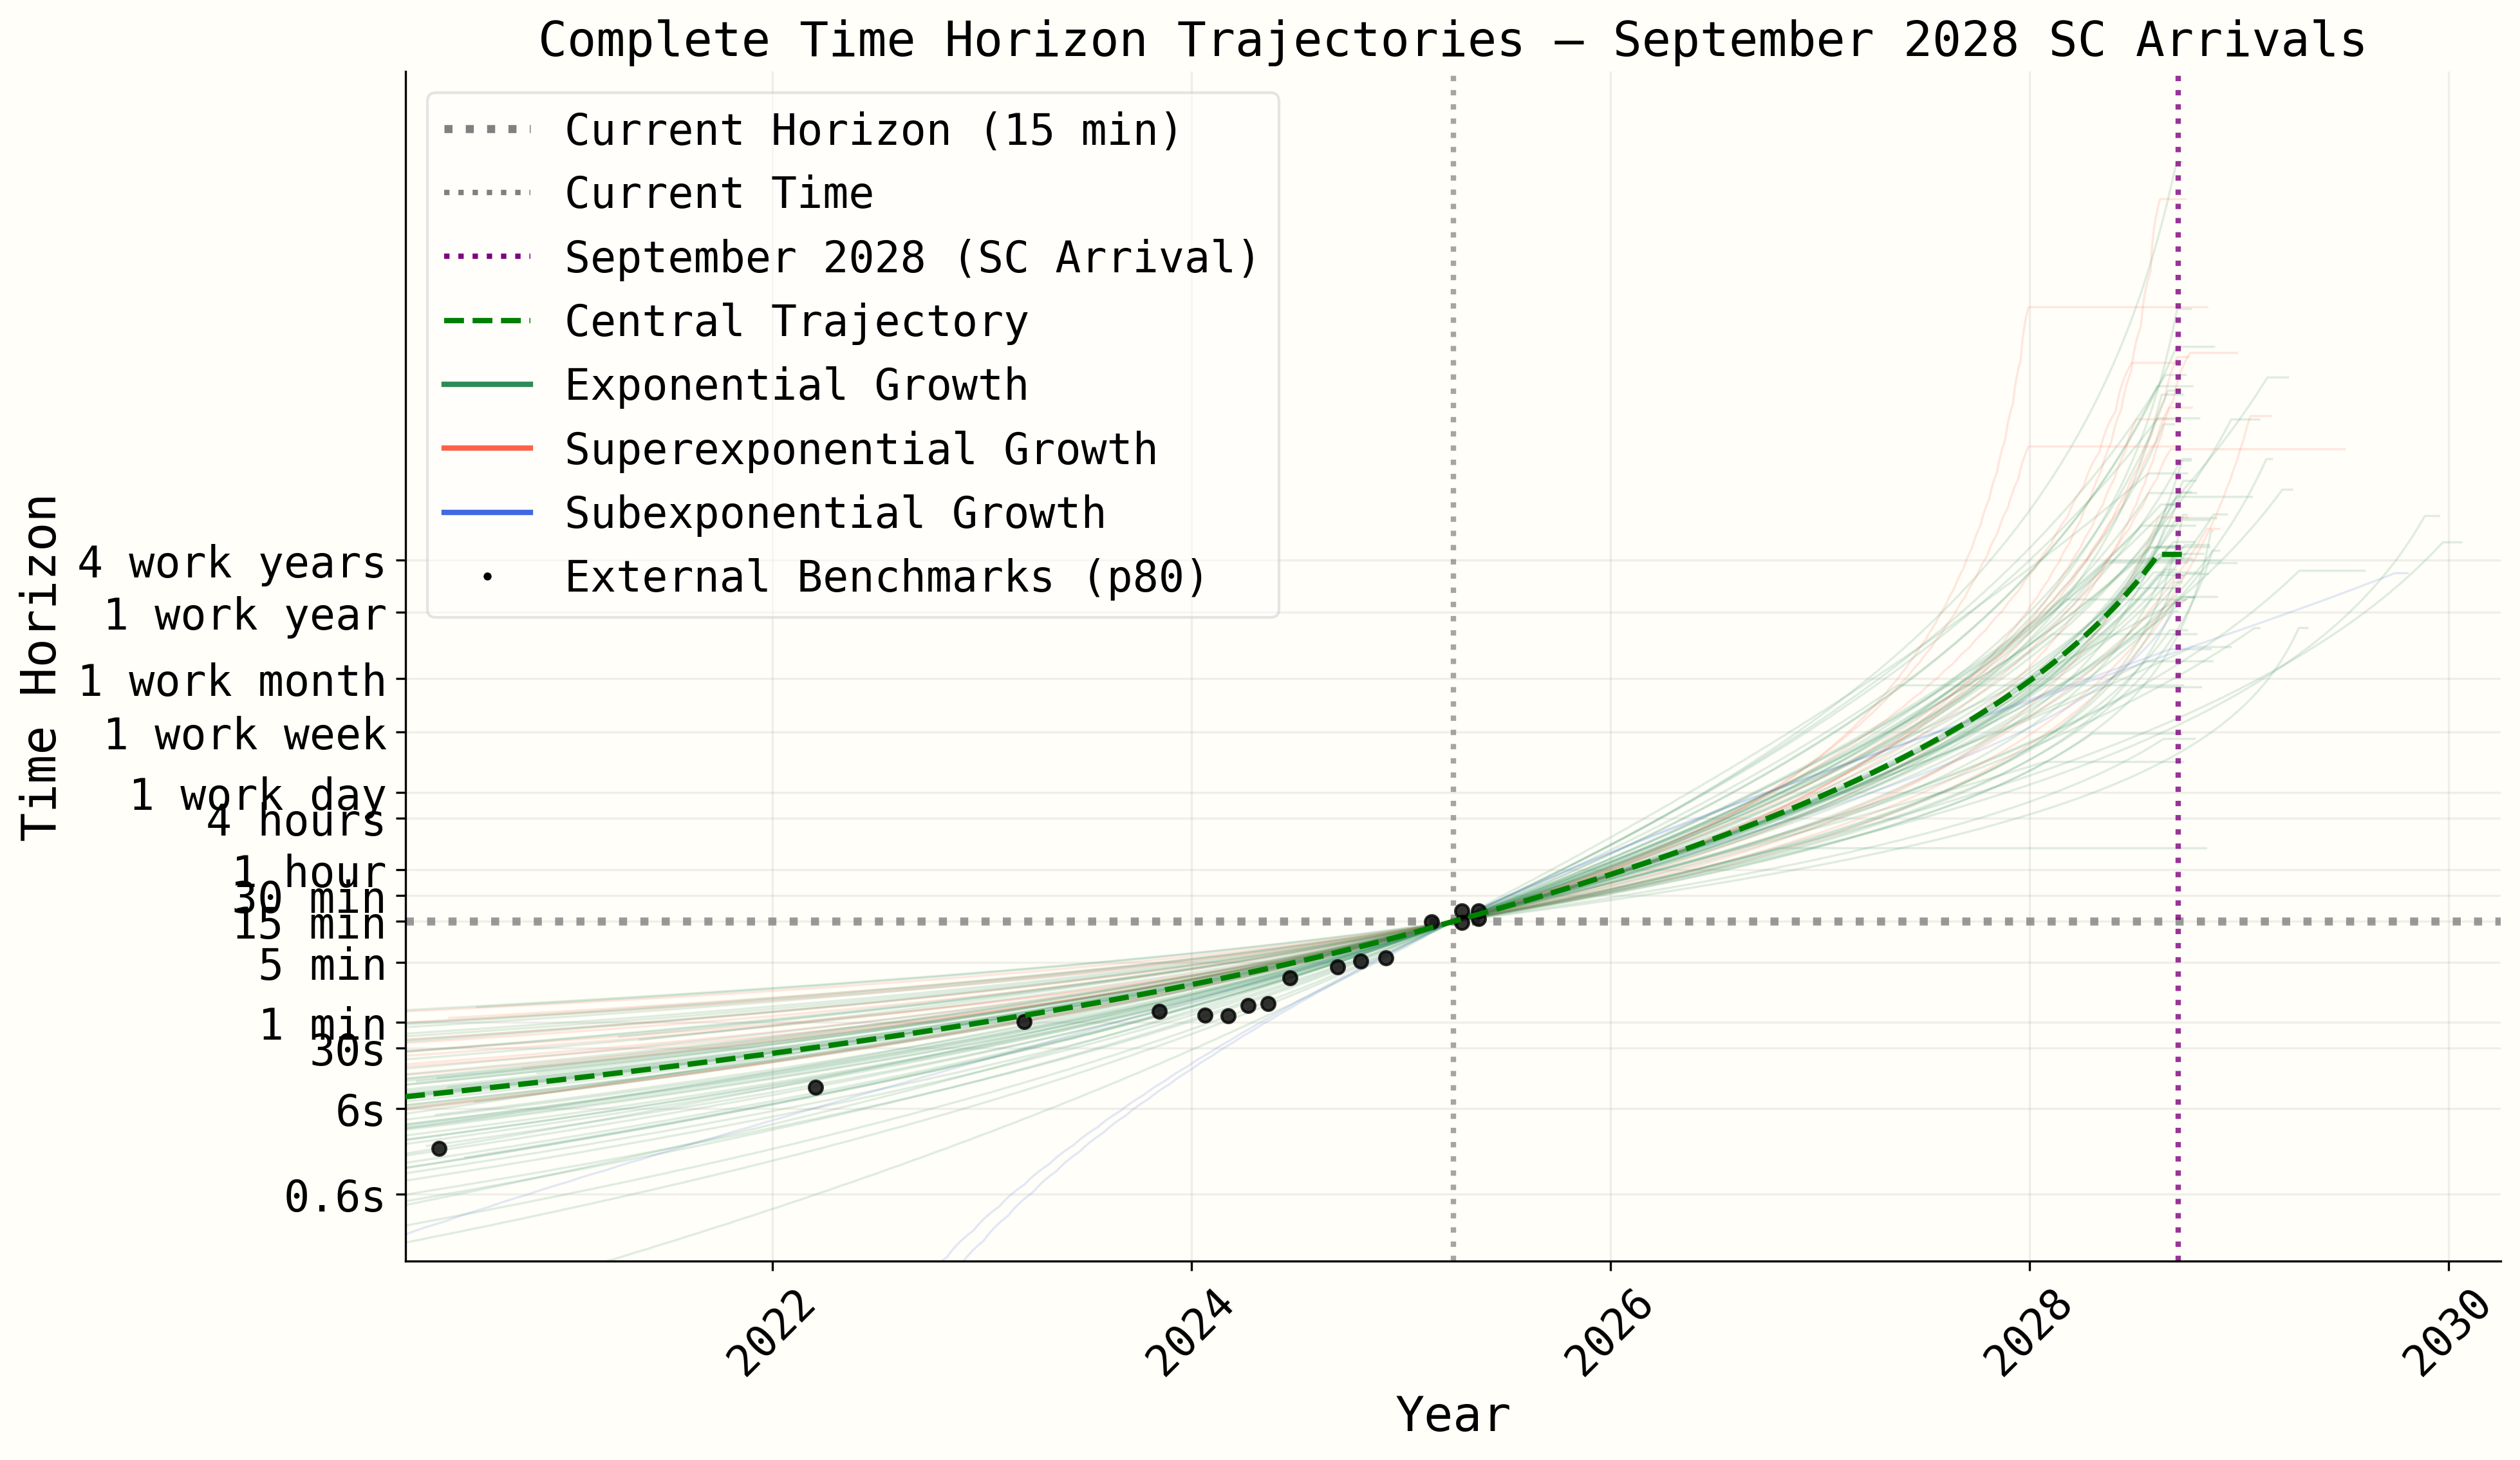 Complete Time Horizon Trajectories — September 2028 SC Arrivals
Current Horizon (15 min)
Current Time
September 2028 (SC Arrival)
Central Trajectory
Exponential Growth
Superexponential Growth
Subexponential Growth
External Benchmarks (p80)
Time Horizon
4 work years
1 work year
1 work month
1 work week
1 work day
4 hours
1 hour
30 min
15 min
5 min
1 min
30s
6s
0.6s
2022
2024
2026
2028
2030
Year